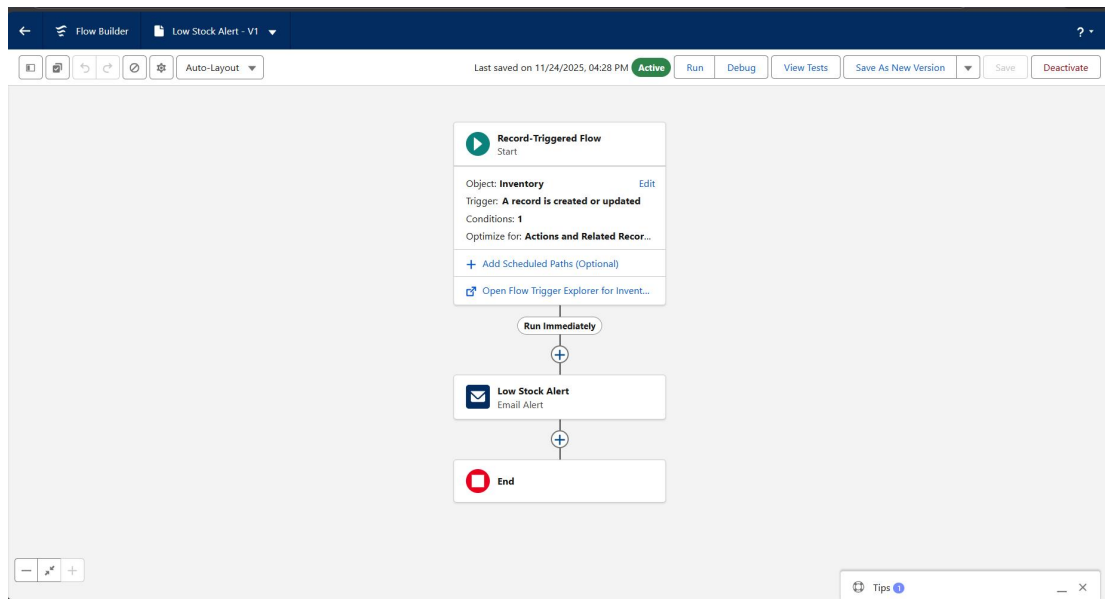 Flow Builder
Low Stock Alert - V1
?
Auto-Layout
Last saved on 11/24/2025, 04:28 PM
Active
Run
Debug
View Tests
Save As New Version
Save
Deactivate
Record-Triggered Flow
Start
Object: Inventory Edit
Trigger: A record is created or updated
Conditions: 1
Optimize for: Actions and Related Recor...
+ Add Scheduled Paths (Optional)
Open Flow Trigger Explorer for Invent...
Run Immediately
Low Stock Alert
Email Alert
End
Tips 1